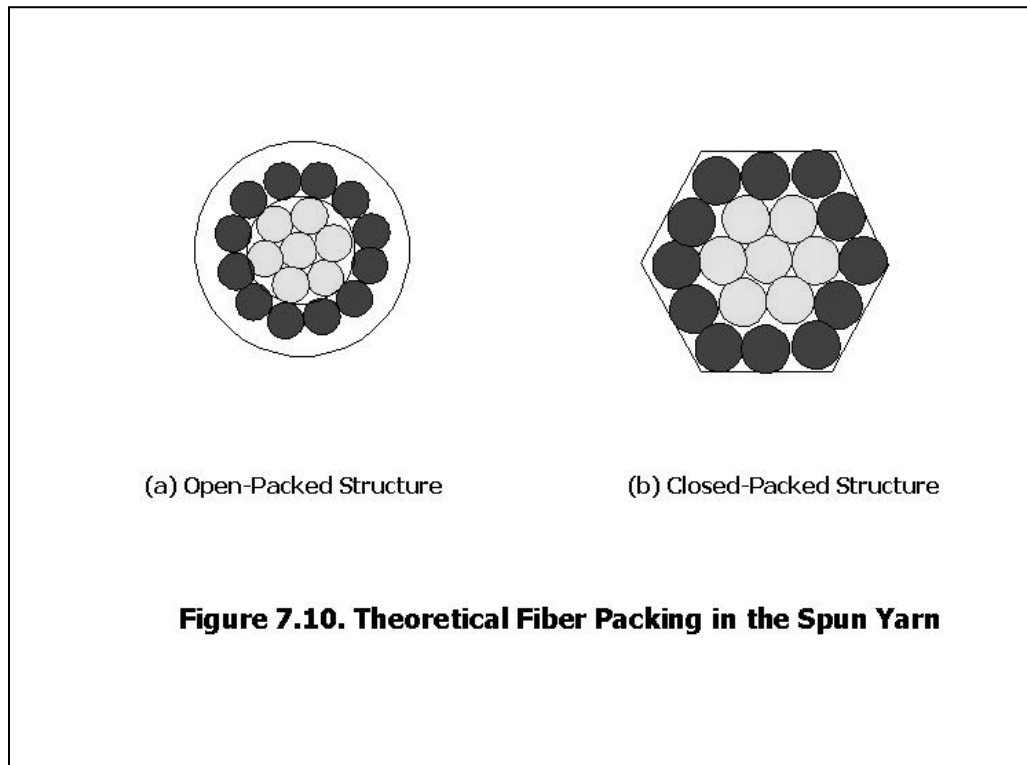 (a) Open-Packed Structure
(b) Closed-Packed Structure
Figure 7.10. Theoretical Fiber Packing in the Spun Yarn